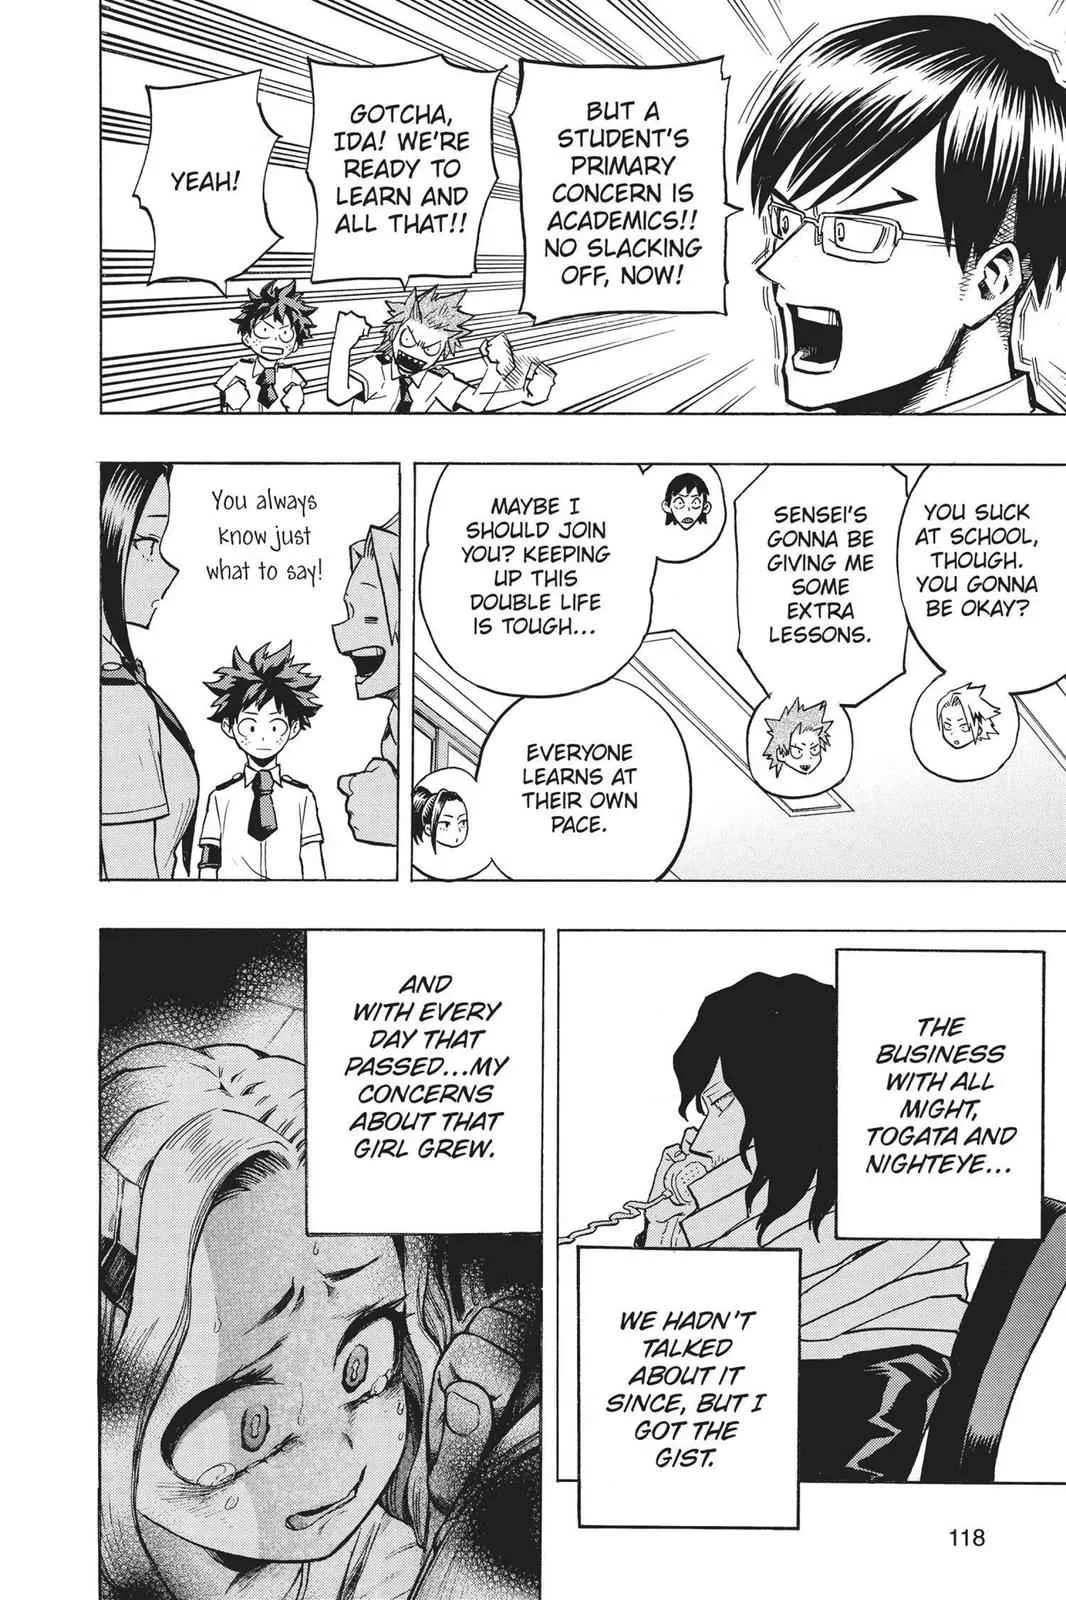 BUT A
STUDENT'S
PRIMARY
CONCERN IS
ACADEMICS!!
NO SLACKING
OFF, NOW!
GOTCHA,
IDA! WE'RE
READY TO
LEARN AND
ALL THAT!!
YEAH!
YOU SUCK
AT SCHOOL,
THOUGH.
YOU GONNA
BE OKAY?
SENSEI'S
GONNA BE
GIVING ME
SOME
EXTRA
LESSONS.
MAYBE I
SHOULD JOIN
YOU? KEEPING
UP THIS
DOUBLE LIFE
IS TOUGH...
EVERYONE
LEARNS AT
THEIR OWN
PACE.
You always
know just
what to say!
THE
BUSINESS
WITH ALL
MIGHT,
TOGATA AND
NIGHTEYE...
WE HADN'T
TALKED
ABOUT IT
SINCE, BUT I
GOT THE
GIST.
AND
WITH EVERY
DAY THAT
PASSED...MY
CONCERNS
ABOUT THAT
GIRL GREW.
118